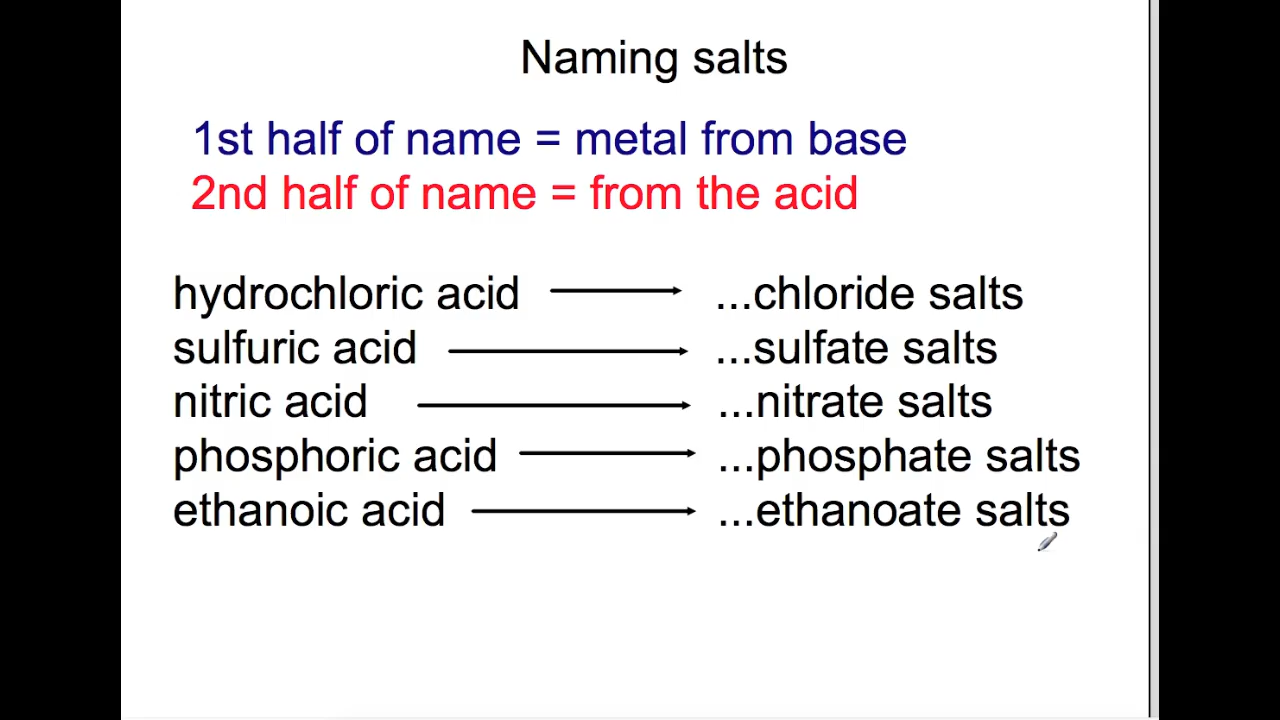 Naming salts
1st half of name = metal from base
2nd half of name = from the acid
hydrochloric acid ...chloride salts
sulfuric acid ...sulfate salts
nitric acid ...nitrate salts
phosphoric acid ...phosphate salts
ethanoic acid ...ethanoate salts